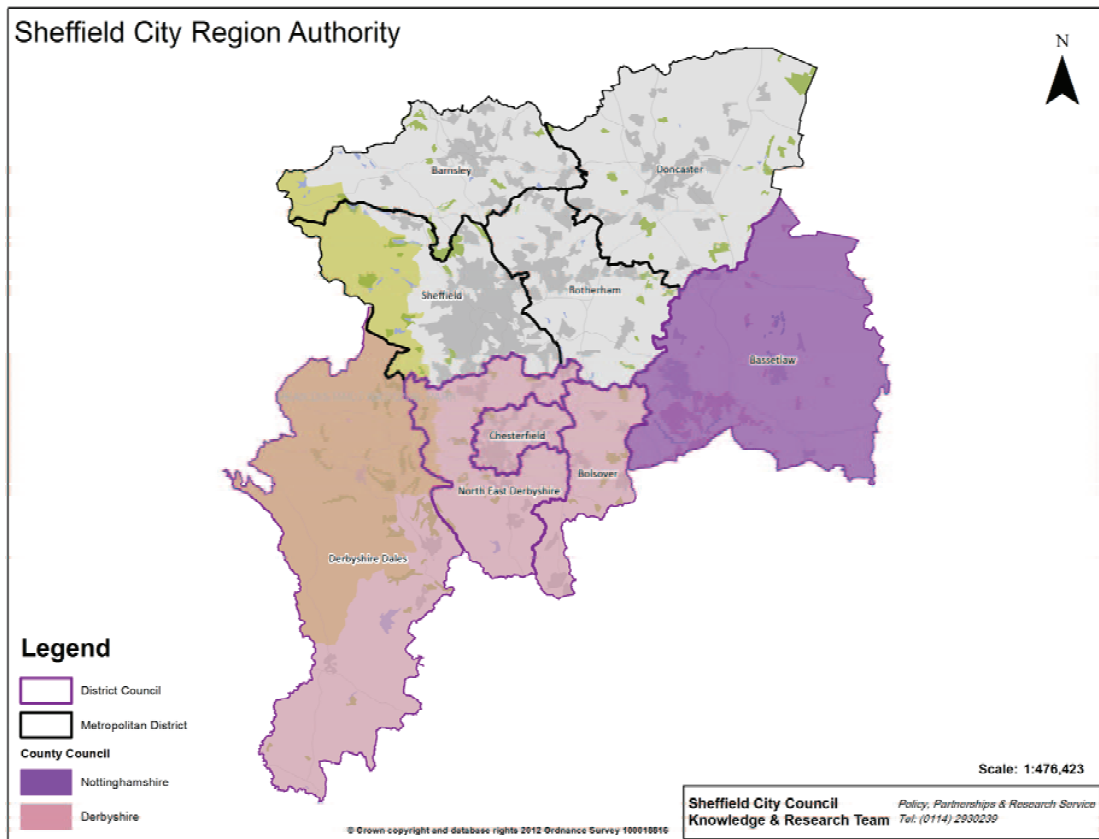 Sheffield City Region Authority
N
Barnsley
Doncaster
Sheffield
Rotherham
Bassetlaw
Chesterfield
Bolsover
North East Derbyshire
Derbyshire Dales
Legend
District Council
Metropolitan District
County Council
Nottinghamshire
Derbyshire
Scale: 1:476,423
Sheffield City Council
Knowledge & Research Team
Policy, Partnerships & Research Service
Tel: (0114) 2930239
© Crown copyright and database rights 2012 Ordnance Survey 100018816